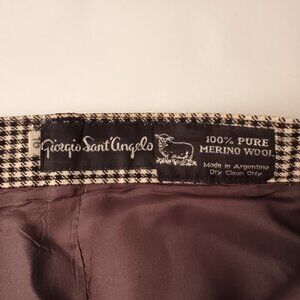 Giorgio Sant'Angelo
100% PURE
MERINO WOOL
Made in Argentina
Dry Clean Only